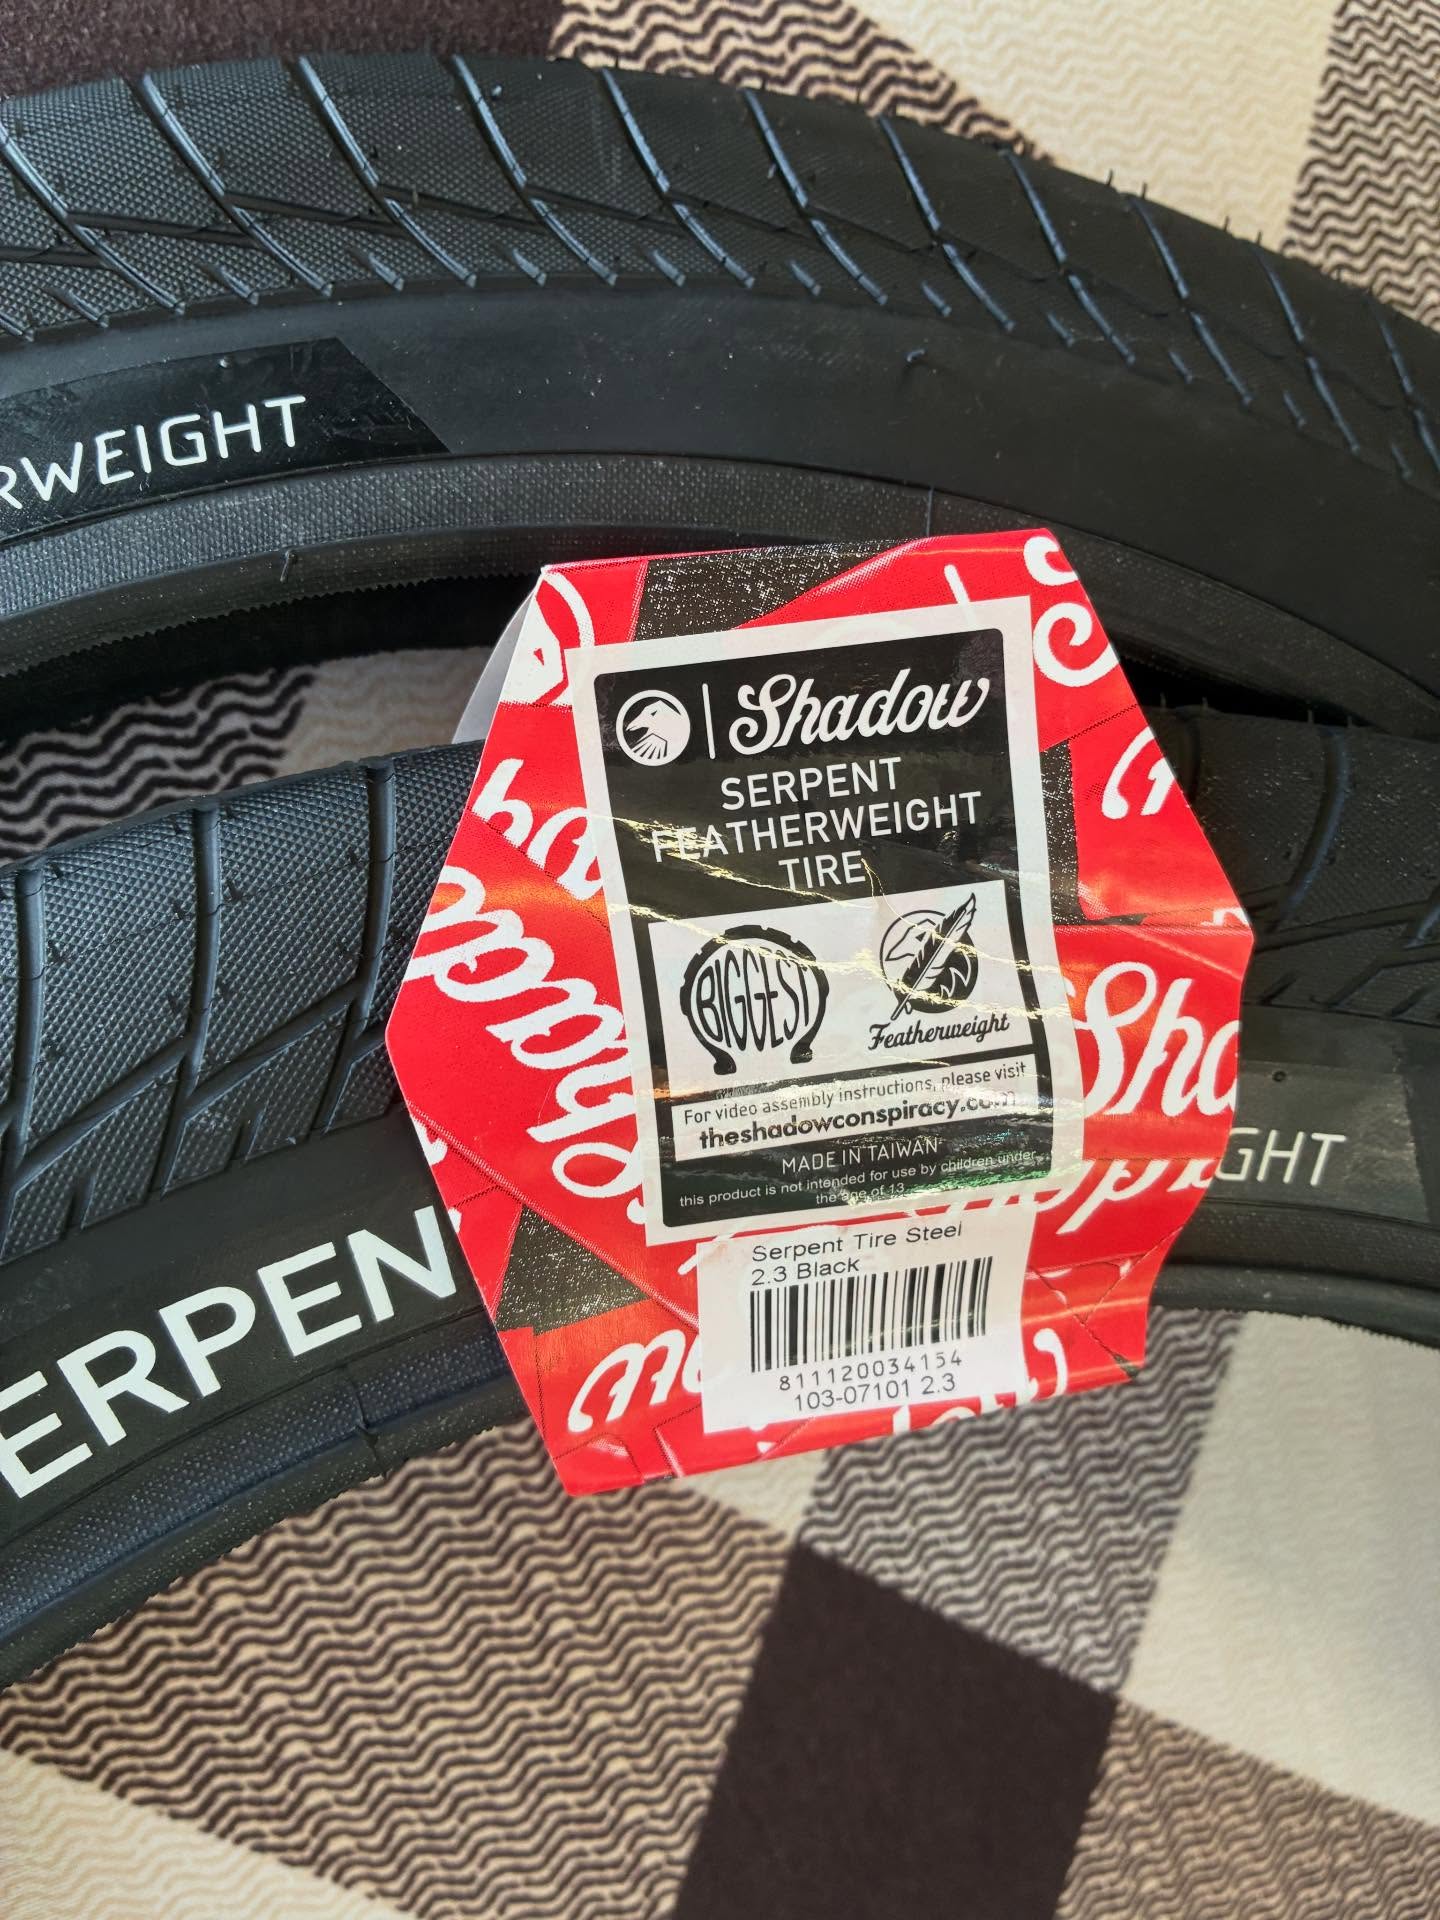 RWEIGHT
Shadow
SERPENT
FEATHERWEIGHT
TIRE
BIGGEST
Featherweight
For video assembly instructions, please visit
theshadowconspiracy.com
MADE IN TAIWAN
this product is not intended for use by children under
the age of 13
Sha
GHT
ERPEN
Serpent Tire Steel
2.3 Black
811120034154
103-07101 2.3